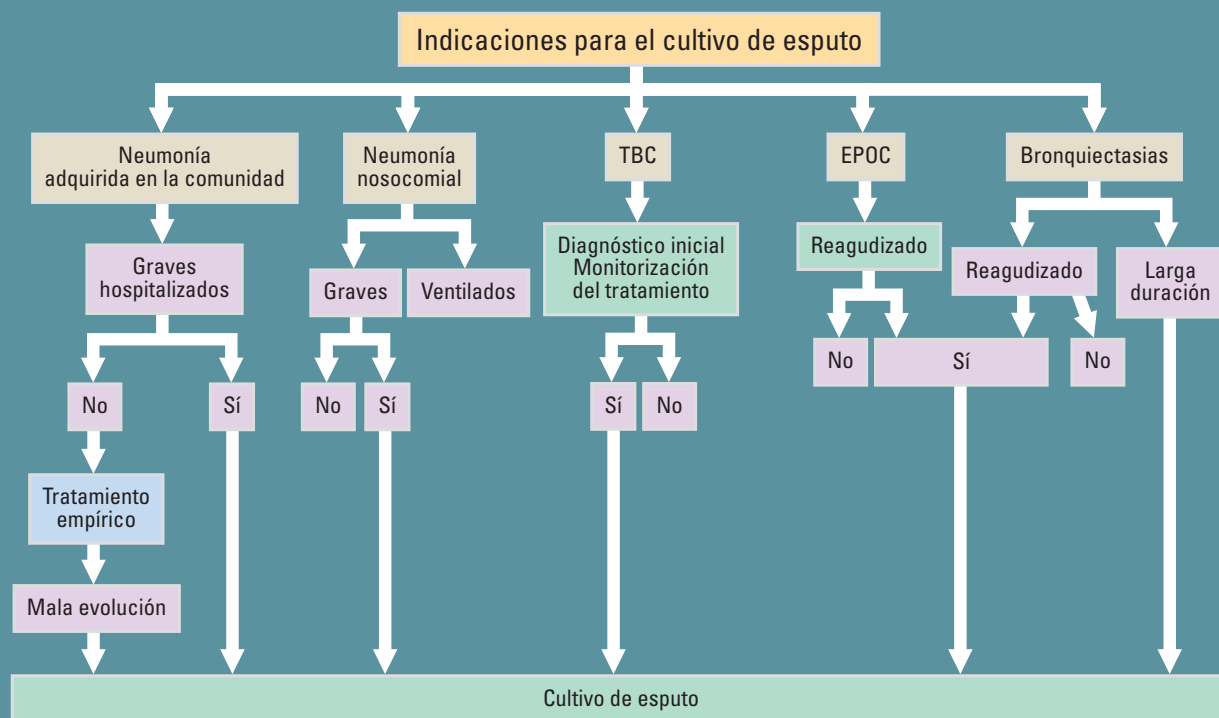 Indicaciones para el cultivo de esputo
Neumonía
adquirida en la comunidad
Neumonía
nosocomial
TBC
EPOC
Bronquiectasias
Graves
hospitalizados
Graves
Ventilados
Diagnóstico inicial
Monitorización
del tratamiento
Reagudizado
Reagudizado
Larga
duración
No
Sí
No
Sí
Sí
No
No
Sí
No
Tratamiento
empírico
Mala evolución
Cultivo de esputo